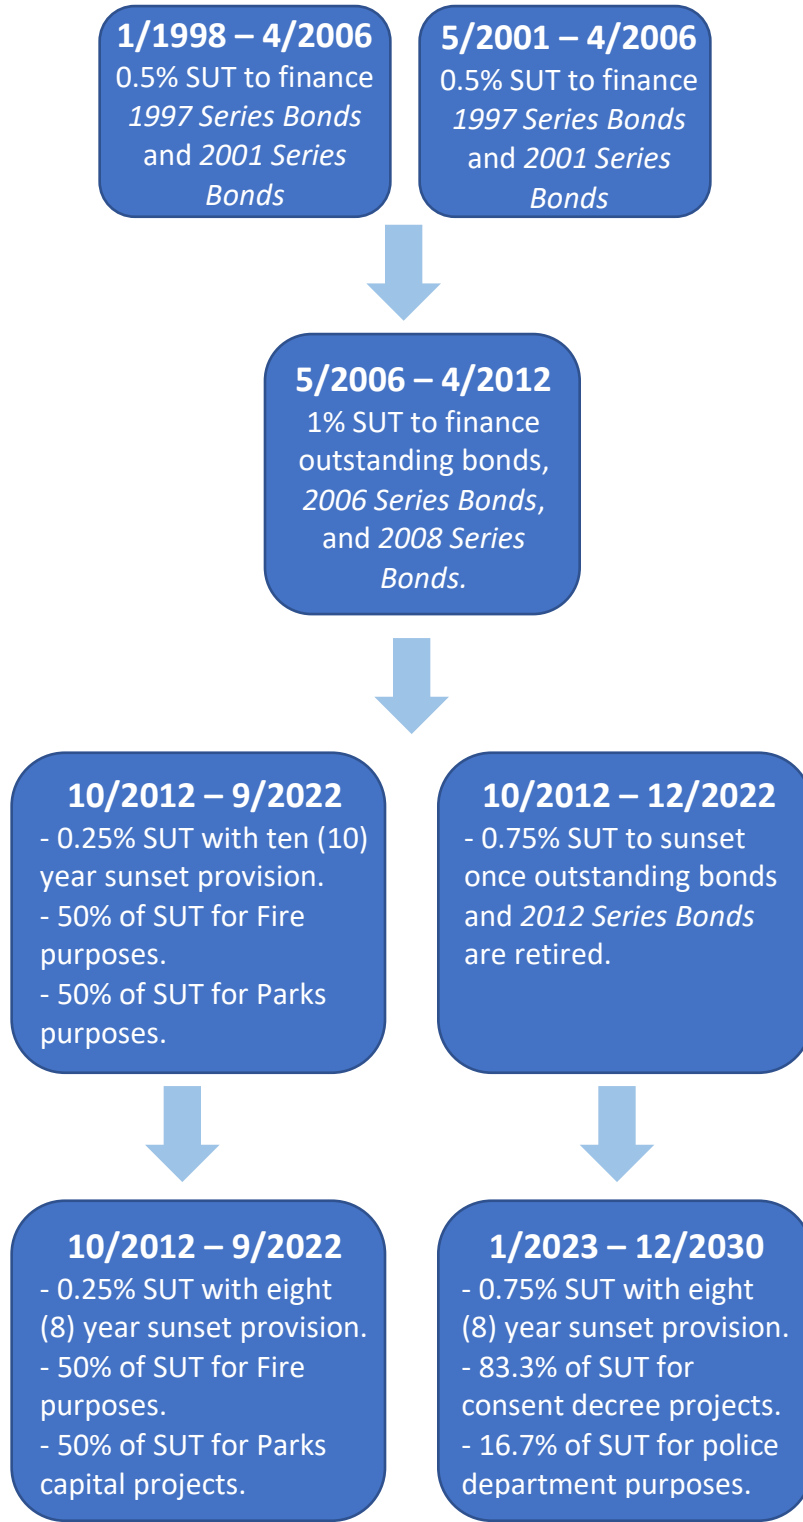 1/1998 – 4/2006
0.5% SUT to finance
1997 Series Bonds
and 2001 Series
Bonds
5/2001 – 4/2006
0.5% SUT to finance
1997 Series Bonds
and 2001 Series
Bonds
5/2006 – 4/2012
1% SUT to finance
outstanding bonds,
2006 Series Bonds,
and 2008 Series
Bonds.
10/2012 – 9/2022
- 0.25% SUT with ten (10)
year sunset provision.
- 50% of SUT for Fire
purposes.
- 50% of SUT for Parks
purposes.
10/2012 – 12/2022
- 0.75% SUT to sunset
once outstanding bonds
and 2012 Series Bonds
are retired.
10/2012 – 9/2022
- 0.25% SUT with eight
(8) year sunset provision.
- 50% of SUT for Fire
purposes.
- 50% of SUT for Parks
capital projects.
1/2023 – 12/2030
- 0.75% SUT with eight
(8) year sunset provision.
- 83.3% of SUT for
consent decree projects.
- 16.7% of SUT for police
department purposes.